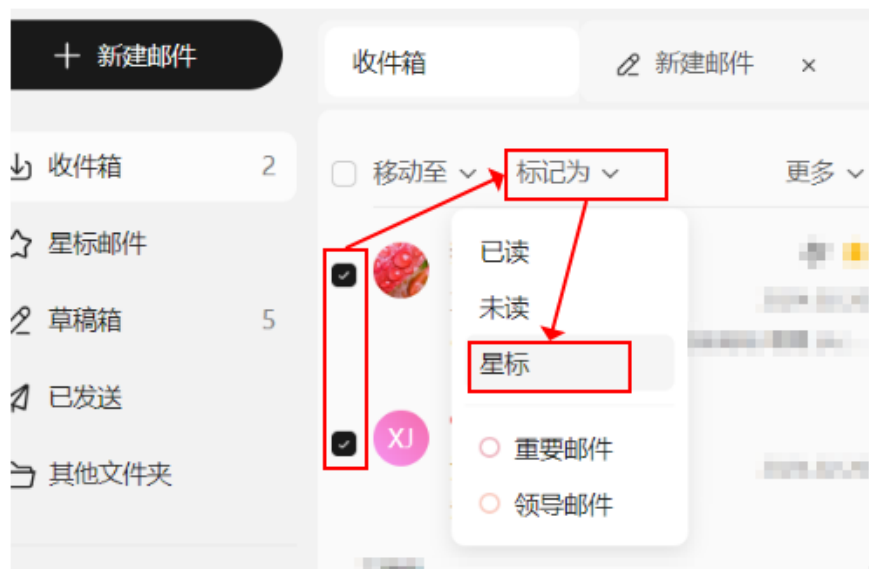 新建邮件
收件箱
新建邮件 ×
收件箱 2
星标邮件
草稿箱 5
已发送
其他文件夹
移动至 标记为 更多
已读
未读
星标
XJ
重要邮件
领导邮件